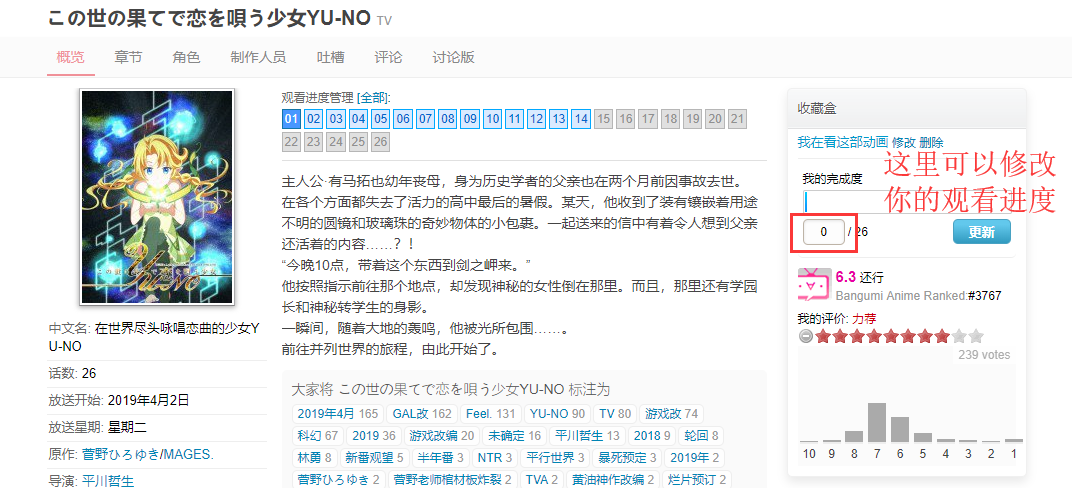 この世の果てで恋を唄う少女YU-NO TV
概览 章节 角色 制作人员 吐槽 评论 讨论版
观看进度管理 [全部]:
01 02 03 04 05 06 07 08 09 10 11 12 13 14 15 16 17 18 19 20 21
22 23 24 25 26
主人公·有马拓也幼年丧母，身为历史学者的父亲也在两个月前因事故去世。
在各个方面都失去了活力的高中最后的暑假。某天，他收到了装有镶嵌着用途
不明的圆镜和玻璃珠的奇妙物体的小包裹。一起送来的信中有着令人想到父亲
还活着的内容……？！
“今晚10点，带着这个东西到剑之岬来。”
他按照指示前往那个地点，却发现神秘的女性倒在那里。而且，那里还有学园
长和神秘转学生的身影。
一瞬间，随着大地的轰鸣，他被光所包围……。
前往并列世界的旅程，由此开始了。
中文名: 在世界尽头咏唱恋曲的少女Y
U-NO
话数: 26
放送开始: 2019年4月2日
放送星期: 星期二
原作: 菅野ひろゆき/MAGES.
导演: 平川哲生
大家将 この世の果てで恋を唄う少女YU-NO 标注为
2019年4月 165 GAL改 162 Feel. 131 YU-NO 90 TV 80 游戏改 74
科幻 67 2019 36 游戏改编 20 未确定 16 平川哲生 13 2018 9 轮回 8
林勇 8 新番观望 5 半年番 3 NTR 3 平行世界 3 暴死预定 3 2019年 2
菅野ひろゆき 2 菅野老师棺材板炸裂 2 TVA 2 黄油神作改编 2 烂片预订 2
收藏盒
我在看这部动画 修改 删除
这里可以修改
你的观看进度
我的完成度
0 / 26 更新
6.3 还行
Bangumi Anime Ranked:#3767
我的评价: 力荐
239 votes
10 9 8 7 6 5 4 3 2 1